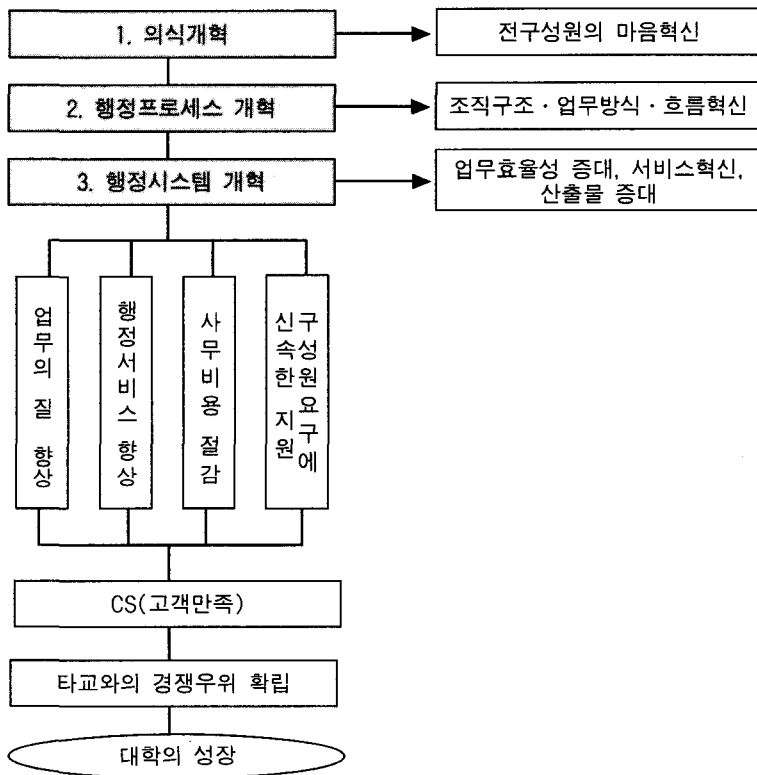 1. 의식개혁
전구성원의 마음혁신
2. 행정프로세스 개혁
조직구조·업무방식·흐름혁신
3. 행정시스템 개혁
업무효율성 증대, 서비스혁신,
산출물 증대
업무의 질 향상
행정서비스 향상
사무비용 절감
구성원요구에
신속한 지원
CS(고객만족)
타교와의 경쟁우위 확립
대학의 성장